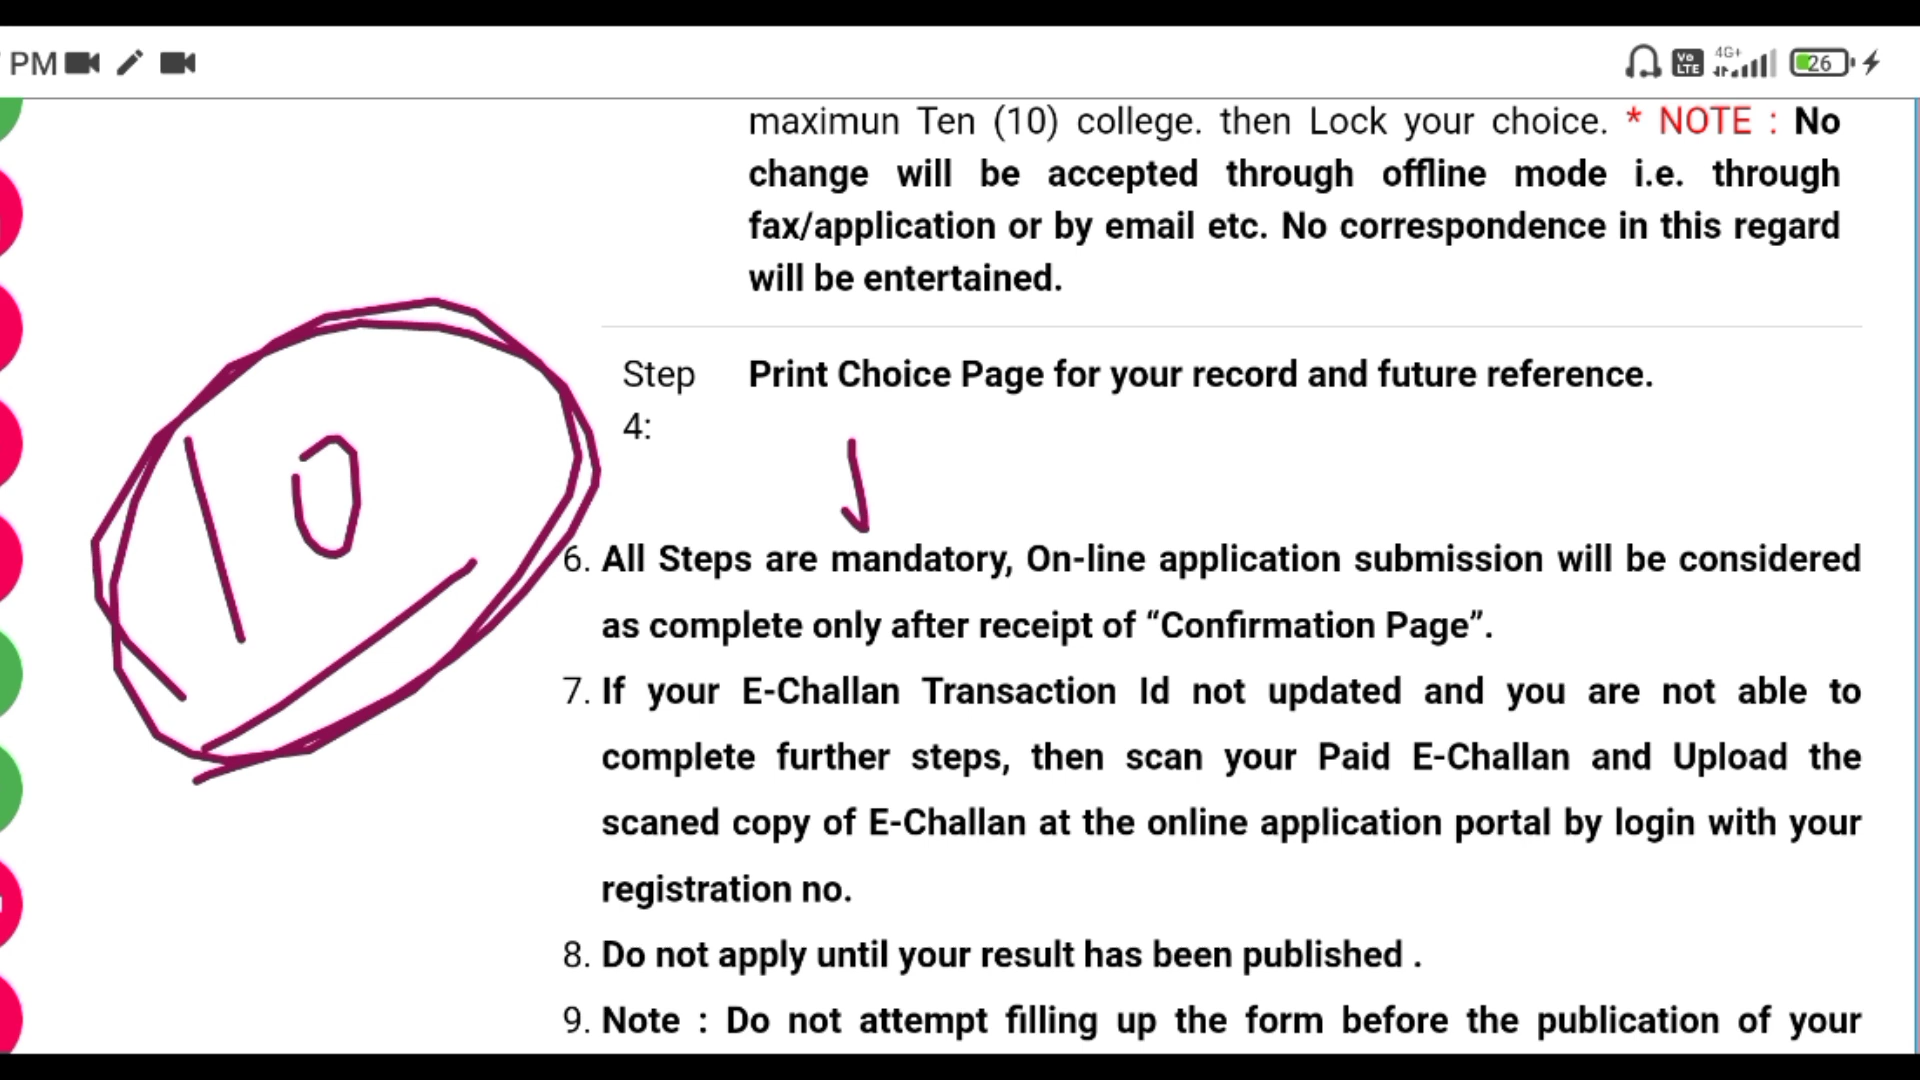 PM
Vo LTE 4G+ 26
maximun Ten (10) college. then Lock your choice. * NOTE : No
change will be accepted through offline mode i.e. through
fax/application or by email etc. No correspondence in this regard
will be entertained.
Step 4: Print Choice Page for your record and future reference.
10
6. All Steps are mandatory, On-line application submission will be considered
as complete only after receipt of “Confirmation Page”.
7. If your E-Challan Transaction Id not updated and you are not able to
complete further steps, then scan your Paid E-Challan and Upload the
scaned copy of E-Challan at the online application portal by login with your
registration no.
8. Do not apply until your result has been published .
9. Note : Do not attempt filling up the form before the publication of your